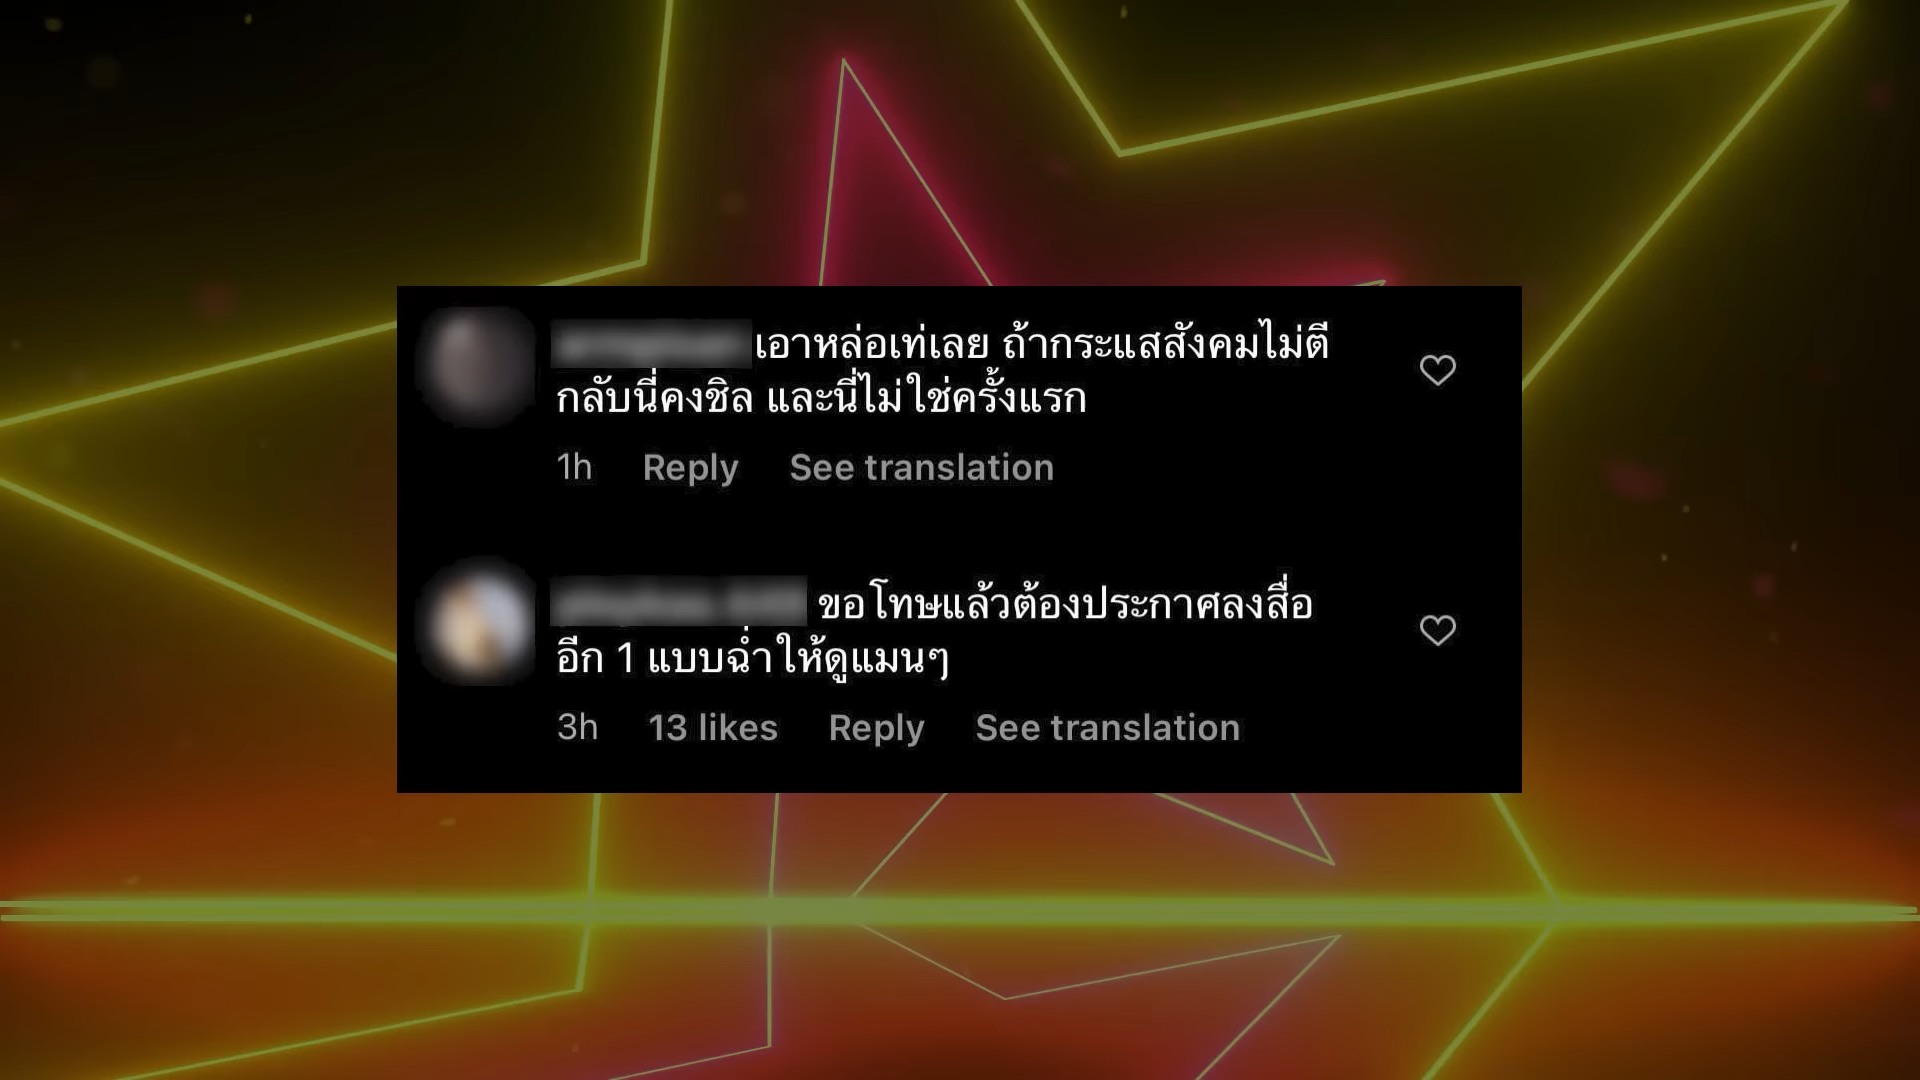 เอาหล่อเท่เลย ถ้ากระแสสังคมไม่ตี
กลับนี่คงชิล และนี่ไม่ใช่ครั้งแรก
1h Reply See translation
ขอโทษแล้วต้องประกาศลงสื่อ
อีก 1 แบบฉ่ำให้ดูแมนๆ
3h 13 likes Reply See translation